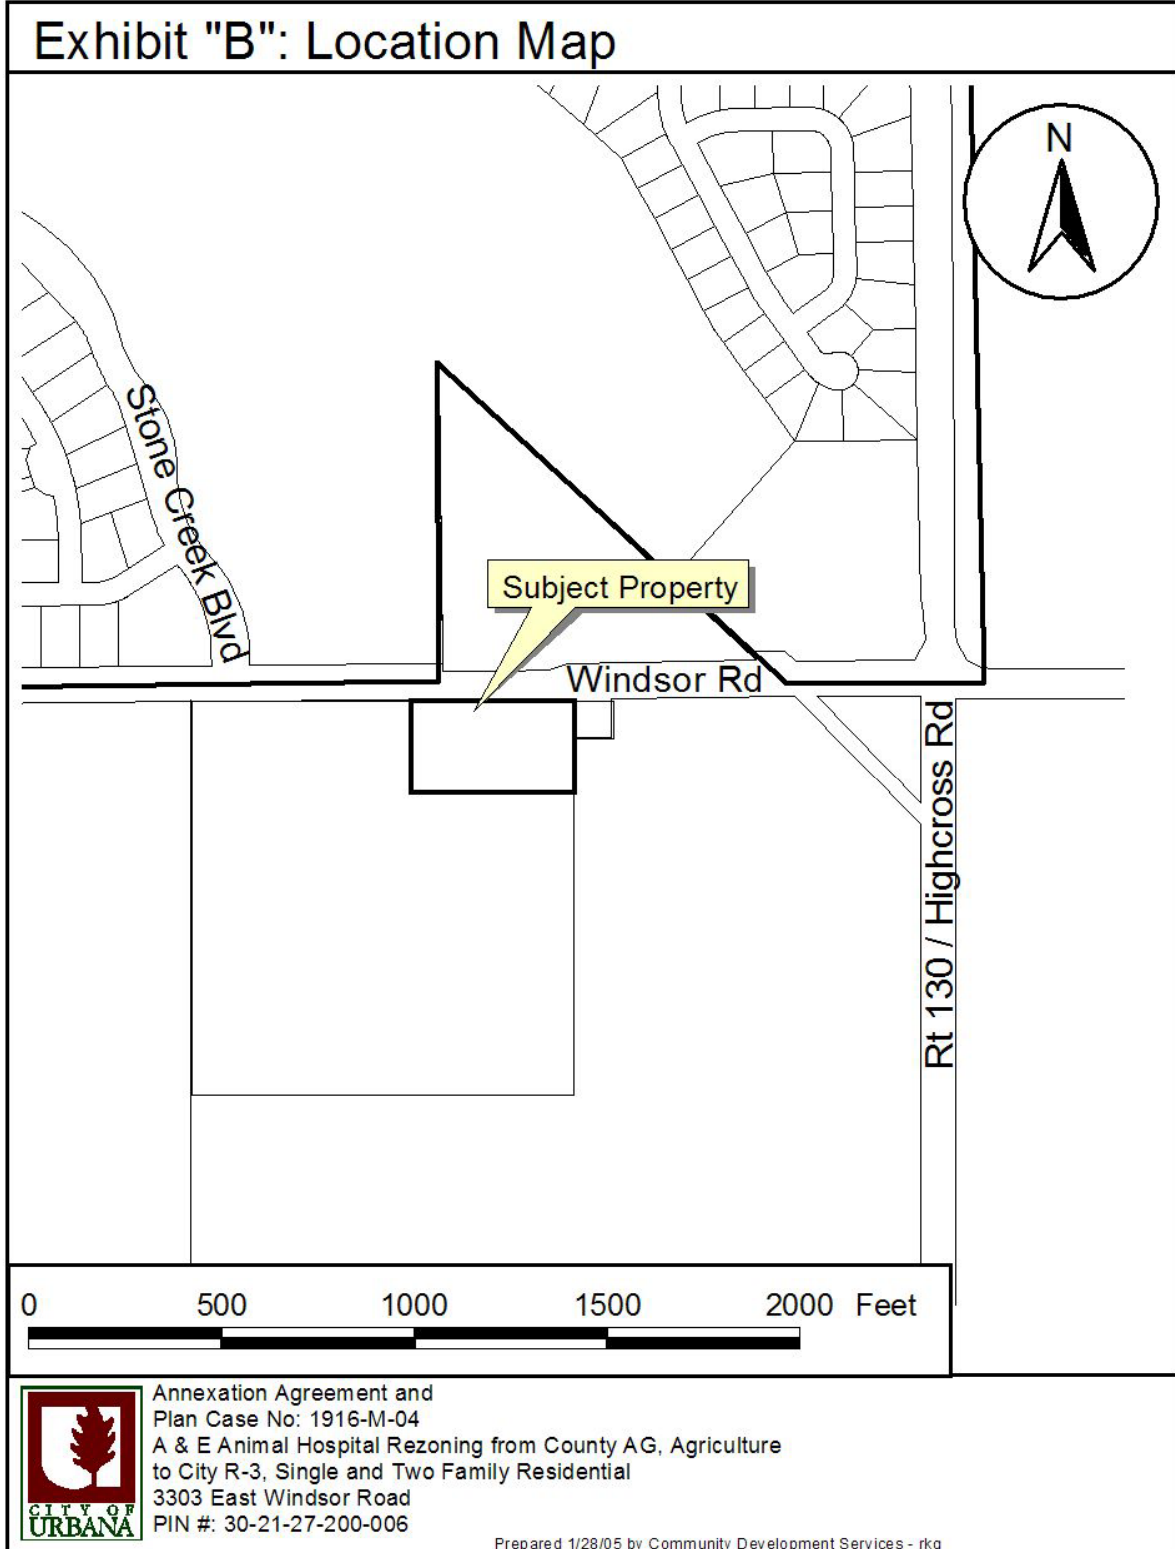 Exhibit "B": Location Map
N
Stone Creek Blvd
Subject Property
Windsor Rd
Rt 130 / Highcross Rd
0 500 1000 1500 2000 Feet
Annexation Agreement and
Plan Case No: 1916-M-04
A & E Animal Hospital Rezoning from County AG, Agriculture
to City R-3, Single and Two Family Residential
3303 East Windsor Road
PIN #: 30-21-27-200-006
CITY OF
URBANA
Prepared 1/28/05 by Community Development Services - rkg